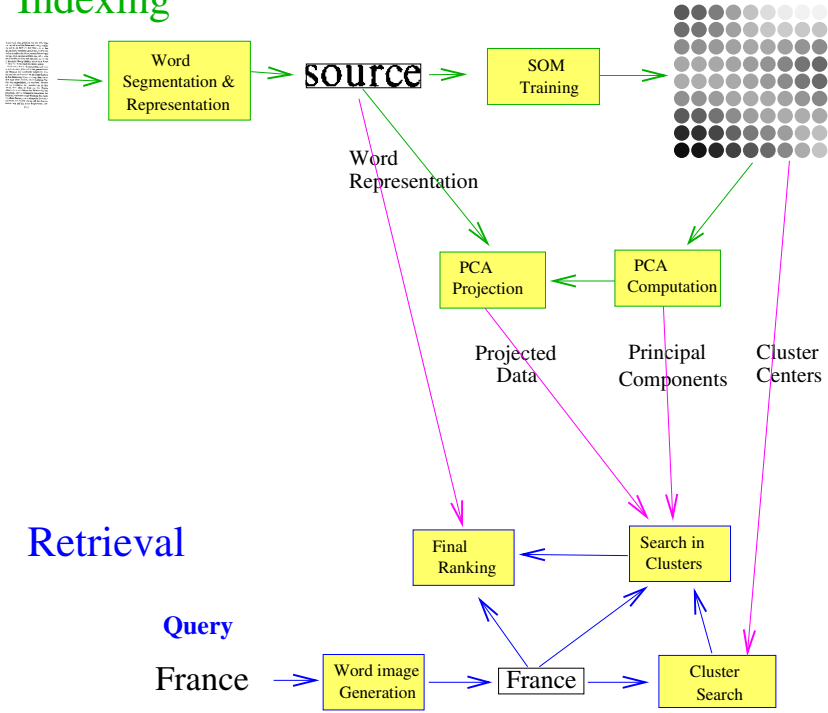 Indexing
Word
Segmentation &
Representation
source
SOM
Training
Word
Representation
PCA
Projection
PCA
Computation
Projected
Data
Principal
Components
Cluster
Centers
Retrieval
Final
Ranking
Search in
Clusters
Query
France
Word image
Generation
France
Cluster
Search